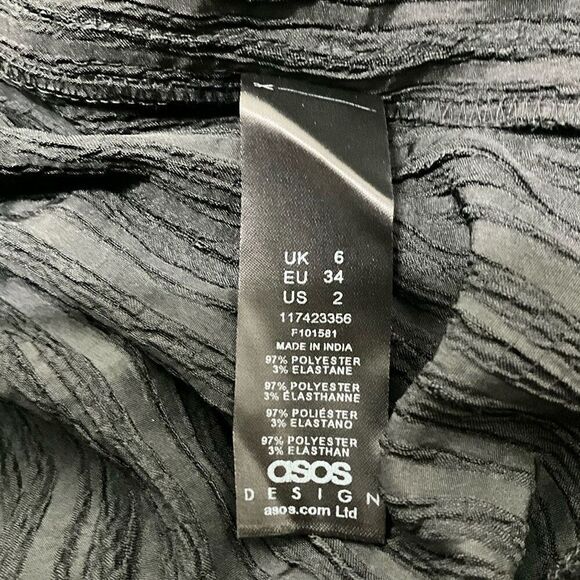 UK 6
EU 34
US 2
117423356
F101581
MADE IN INDIA
97% POLYESTER
3% ELASTANE
97% POLYESTER
3% ÉLASTHANNE
97% POLIÉSTER
3% ELASTANO
97% POLYESTER
3% ELASTHAN
asos
DESIGN
asos.com Ltd